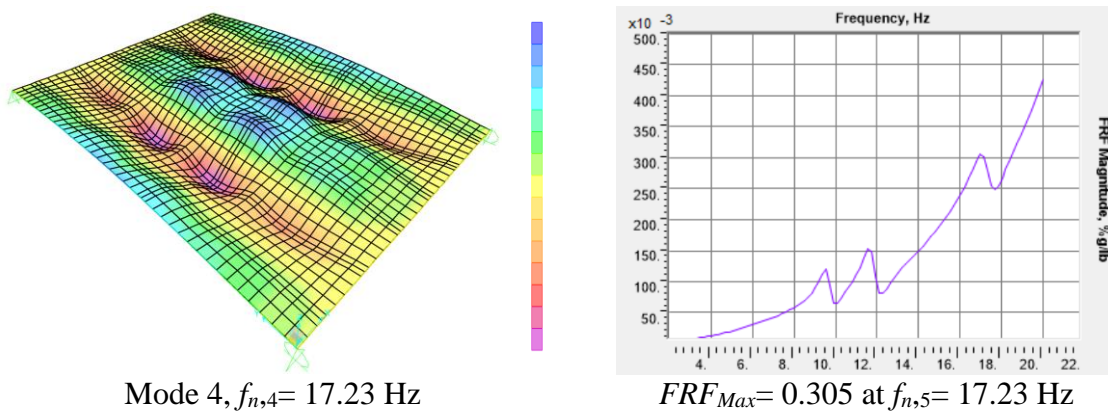 Frequency, Hz
x10 -3
500.
450.
400.
350.
300.
250.
200.
150.
100.
50.
FRF Magnitude, %g/lb
4. 6. 8. 10. 12. 14. 16. 18. 20. 22.
Mode 4, fn,4= 17.23 Hz
FRFMax= 0.305 at fn,5= 17.23 Hz